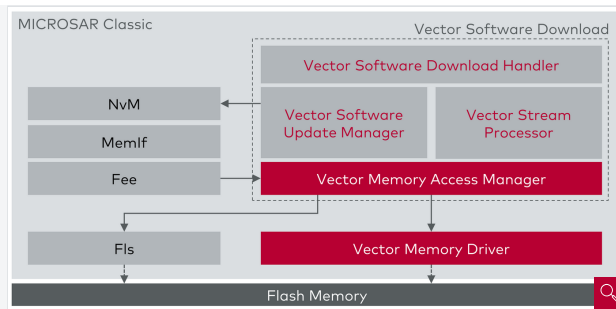 MICROSAR Classic
Vector Software Download
Vector Software Download Handler
NvM
MemIf
Fee
Vector Software
Update Manager
Vector Stream
Processor
Vector Memory Access Manager
Fls
Vector Memory Driver
Flash Memory